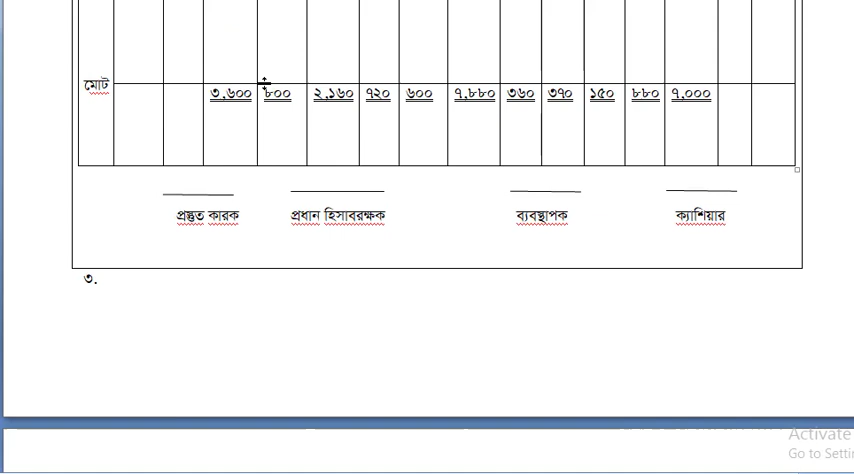 মোট ৩,৬০০ ৮০০ ২,১৬০ ৭২০ ৬০০ ৭,৮৮০ ৩৬০ ৩৭০ ১৫০ ৮৮০ ৭,০০০
প্রস্তুত কারক প্রধান হিসাবরক্ষক ব্যবস্থাপক ক্যাশিয়ার
৩.
Activate
Go to Settin